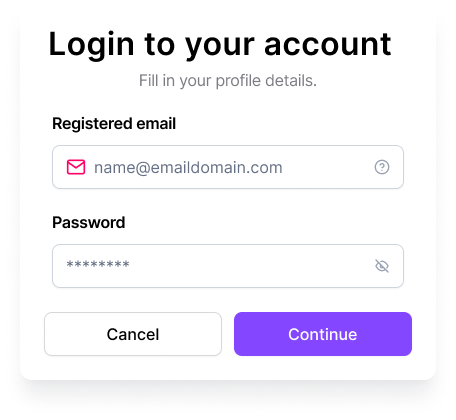 Login to your account
Fill in your profile details.
Registered email
name@emaildomain.com
Password
********
Cancel
Continue